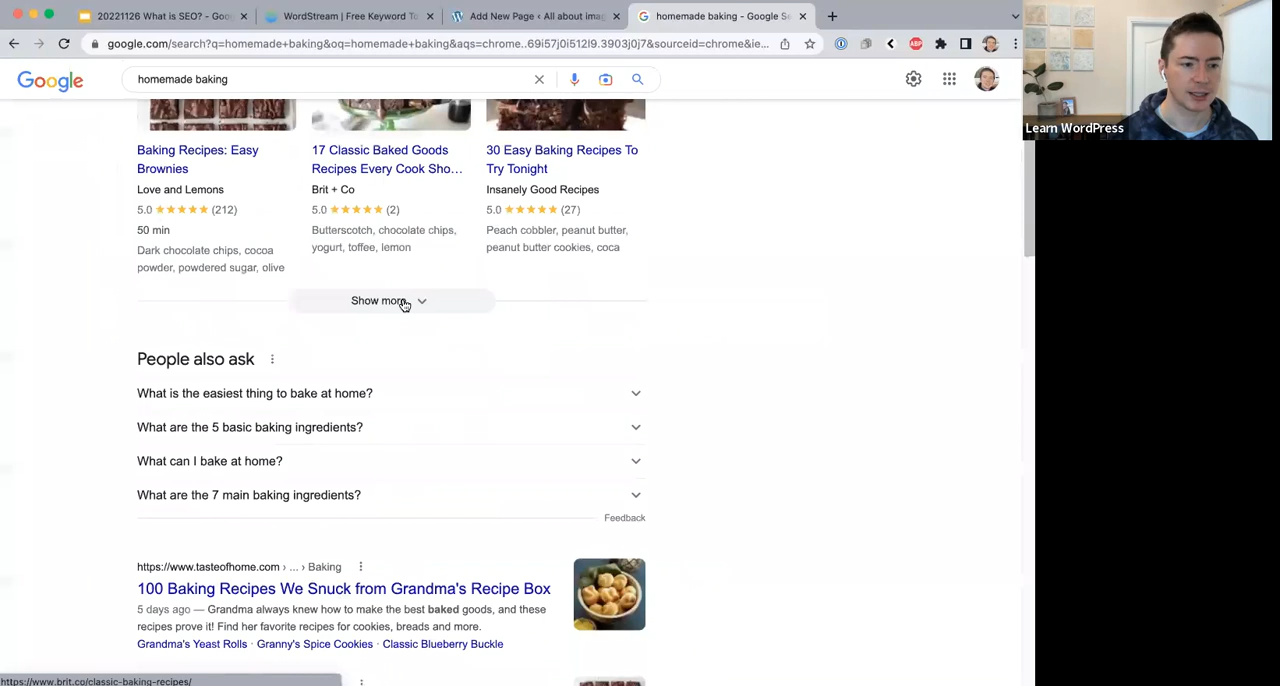 20221126 What is SEO? - Goo
WordStream | Free Keyword To
Add New Page ‹ All about imag
homemade baking - Google Se
google.com/search?q=homemade+baking&oq=homemade+baking&aqs=chrome..69i57j0i512l9.3903j0j7&sourceid=chrome&ie...
ABP
Google
homemade baking
Learn WordPress
Baking Recipes: Easy
Brownies
Love and Lemons
5.0 ★★★★★ (212)
50 min
Dark chocolate chips, cocoa
powder, powdered sugar, olive
17 Classic Baked Goods
Recipes Every Cook Sho...
Brit + Co
5.0 ★★★★★ (2)
Butterscotch, chocolate chips,
yogurt, toffee, lemon
30 Easy Baking Recipes To
Try Tonight
Insanely Good Recipes
5.0 ★★★★★ (27)
Peach cobbler, peanut butter,
peanut butter cookies, coca
Show more
People also ask
What is the easiest thing to bake at home?
What are the 5 basic baking ingredients?
What can I bake at home?
What are the 7 main baking ingredients?
Feedback
https://www.tasteofhome.com › ... › Baking
100 Baking Recipes We Snuck from Grandma's Recipe Box
5 days ago — Grandma always knew how to make the best baked goods, and these
recipes prove it! Find her favorite recipes for cookies, breads and more.
Grandma's Yeast Rolls · Granny's Spice Cookies · Classic Blueberry Buckle
https://www.brit.co/classic-baking-recipes/